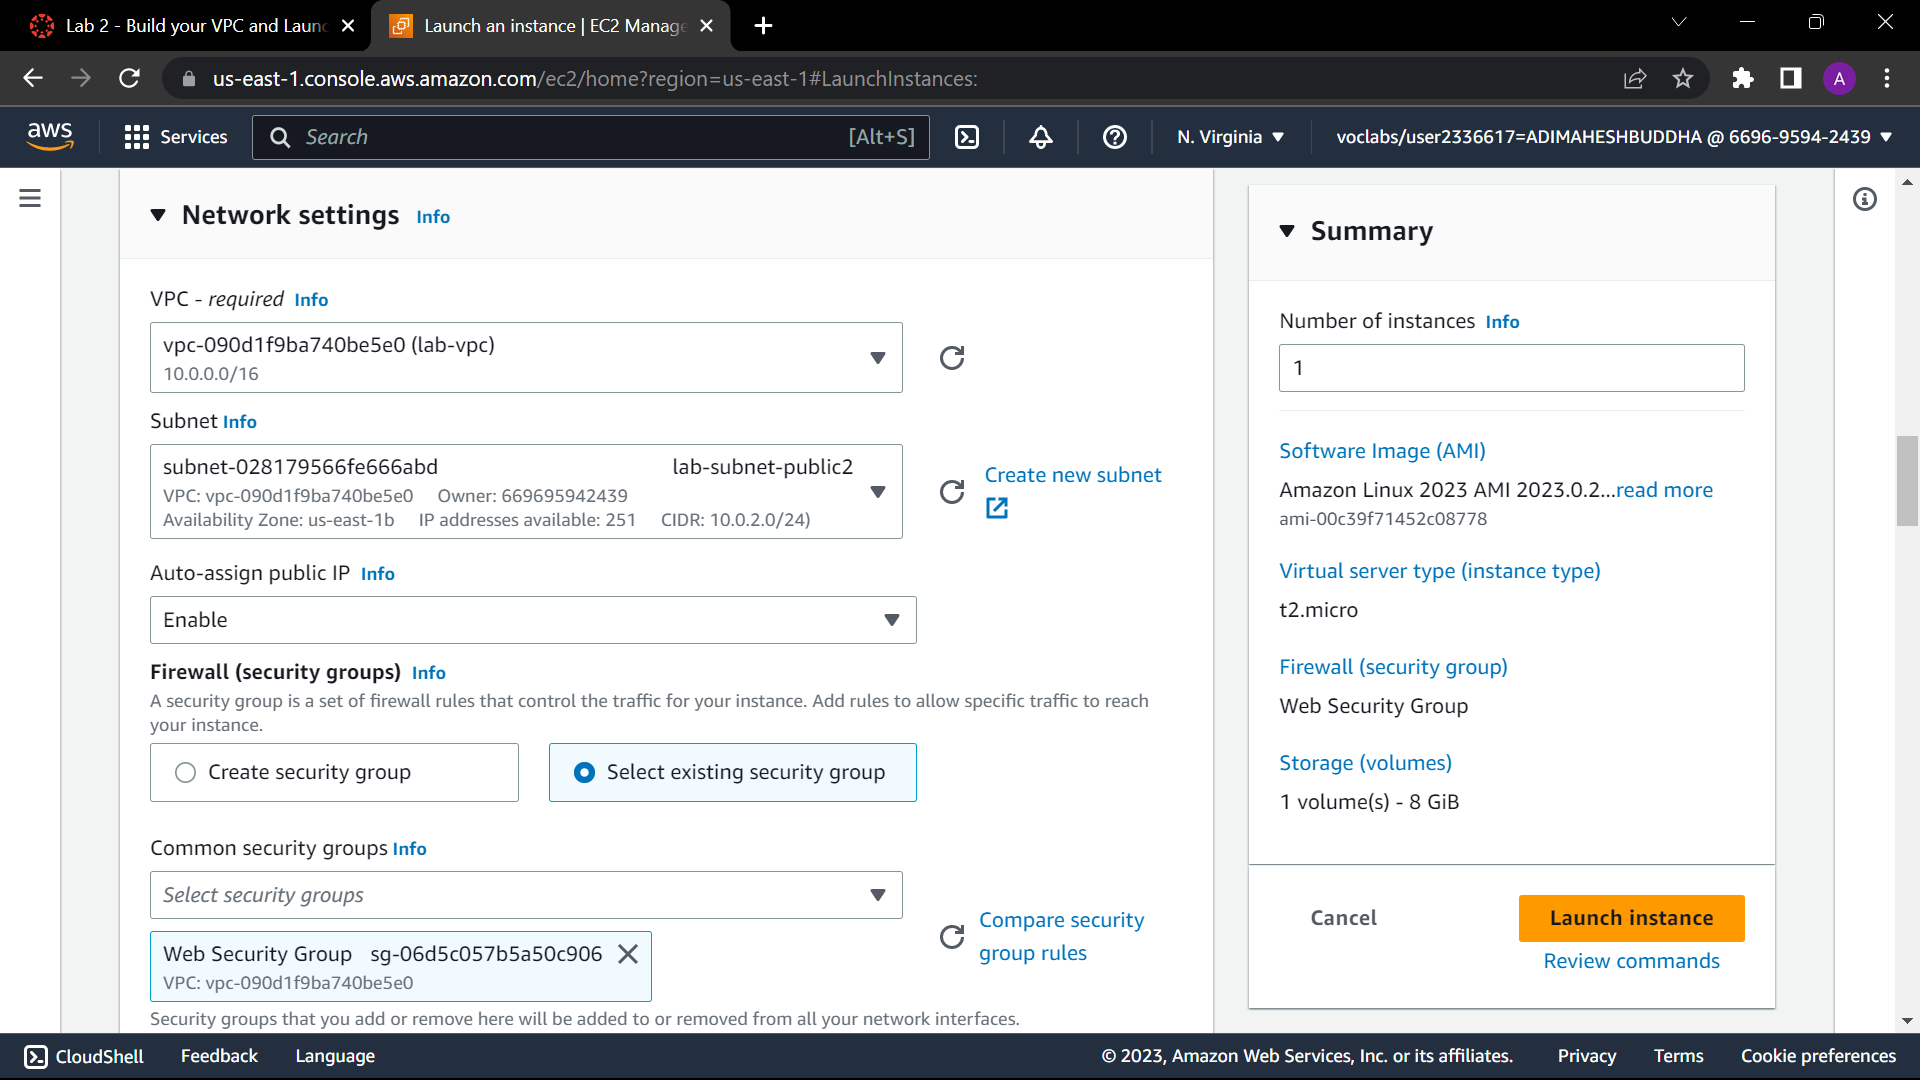 Lab 2 - Build your VPC and Laun
Launch an instance | EC2 Manage
us-east-1.console.aws.amazon.com/ec2/home?region=us-east-1#LaunchInstances:
A
aws
Services
Search
[Alt+S]
N. Virginia
voclabs/user2336617=ADIMAHESHBUDDHA @ 6696-9594-2439
Network settings Info
VPC - required Info
vpc-090d1f9ba740be5e0 (lab-vpc)
10.0.0.0/16
Subnet Info
subnet-028179566fe666abd lab-subnet-public2
VPC: vpc-090d1f9ba740be5e0 Owner: 669695942439
Availability Zone: us-east-1b IP addresses available: 251 CIDR: 10.0.2.0/24)
Create new subnet
Auto-assign public IP Info
Enable
Firewall (security groups) Info
A security group is a set of firewall rules that control the traffic for your instance. Add rules to allow specific traffic to reach
your instance.
Create security group
Select existing security group
Common security groups Info
Select security groups
Web Security Group sg-06d5c057b5a50c906
VPC: vpc-090d1f9ba740be5e0
Compare security
group rules
Security groups that you add or remove here will be added to or removed from all your network interfaces.
Summary
Number of instances Info
1
Software Image (AMI)
Amazon Linux 2023 AMI 2023.0.2...read more
ami-00c39f71452c08778
Virtual server type (instance type)
t2.micro
Firewall (security group)
Web Security Group
Storage (volumes)
1 volume(s) - 8 GiB
Cancel
Launch instance
Review commands
CloudShell
Feedback
Language
© 2023, Amazon Web Services, Inc. or its affiliates.
Privacy
Terms
Cookie preferences